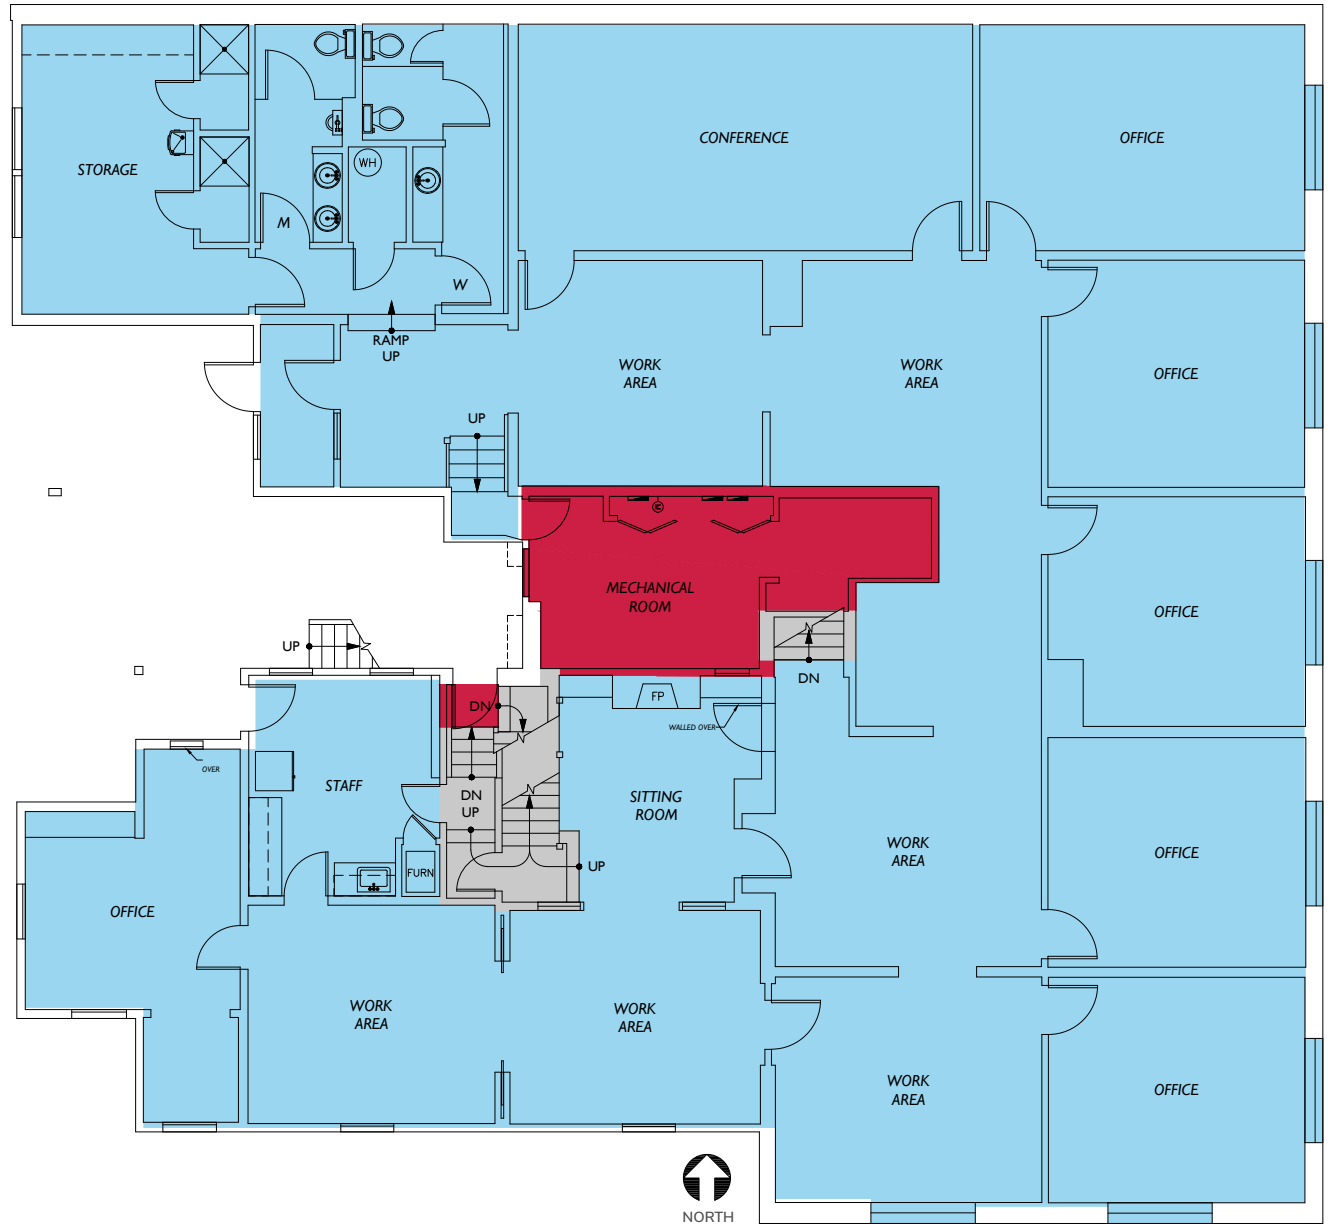 CONFERENCE
OFFICE
STORAGE
WH
M
W
RAMP
UP
WORK
AREA
WORK
AREA
OFFICE
UP
MECHANICAL
ROOM
OFFICE
UP
DN
DN
FP
WALLED OVER
OVER
STAFF
DN
UP
SITTING
ROOM
WORK
AREA
OFFICE
UP
FURN
OFFICE
WORK
AREA
WORK
AREA
WORK
AREA
OFFICE
NORTH